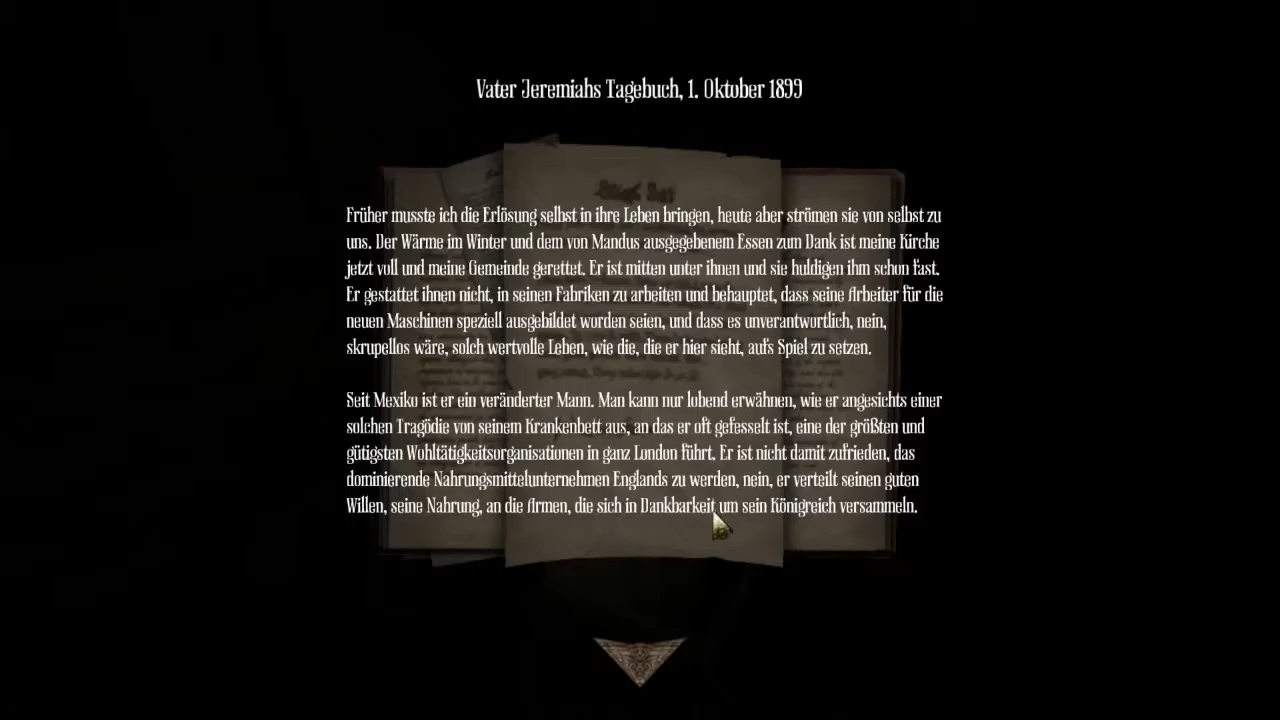 Vater Jeremiahs Tagebuch, 1. Oktober 1899
Früher musste ich die Erlösung selbst in ihre Leben bringen, heute aber strömen sie von selbst zu
uns. Der Wärme im Winter und dem von Mandus ausgegebenem Essen zum Dank ist meine Kirche
jetzt voll und meine Gemeinde gerettet. Er ist mitten unter ihnen und sie huldigen ihm schon fast.
Er gestattet ihnen nicht, in seinen Fabriken zu arbeiten und behauptet, dass seine Arbeiter für die
neuen Maschinen speziell ausgebildet worden seien, und dass es unverantwortlich, nein,
skrupellos wäre, solch wertvolle Leben, wie die, die er hier sieht, aufs Spiel zu setzen.
Seit Mexiko ist er ein veränderter Mann. Man kann nur lobend erwähnen, wie er angesichts einer
solchen Tragödie von seinem Krankenbett aus, an das er oft gefesselt ist, eine der größten und
gütigsten Wohltätigkeitsorganisationen in ganz London führt. Er ist nicht damit zufrieden, das
dominierende Nahrungsmittelunternehmen Englands zu werden, nein, er verteilt seinen guten
Willen, seine Nahrung, an die Armen, die sich in Dankbarkeit um sein Königreich versammeln.